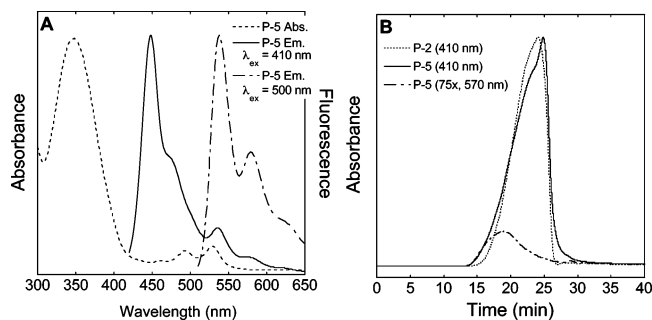 A
P-5 Abs.
P-5 Em.
λex = 410 nm
P-5 Em.
λex = 500 nm
Absorbance
Fluorescence
300 350 400 450 500 550 600 650
Wavelength (nm)
B
P-2 (410 nm)
P-5 (410 nm)
P-5 (75x, 570 nm)
Absorbance
0 5 10 15 20 25 30 35 40
Time (min)